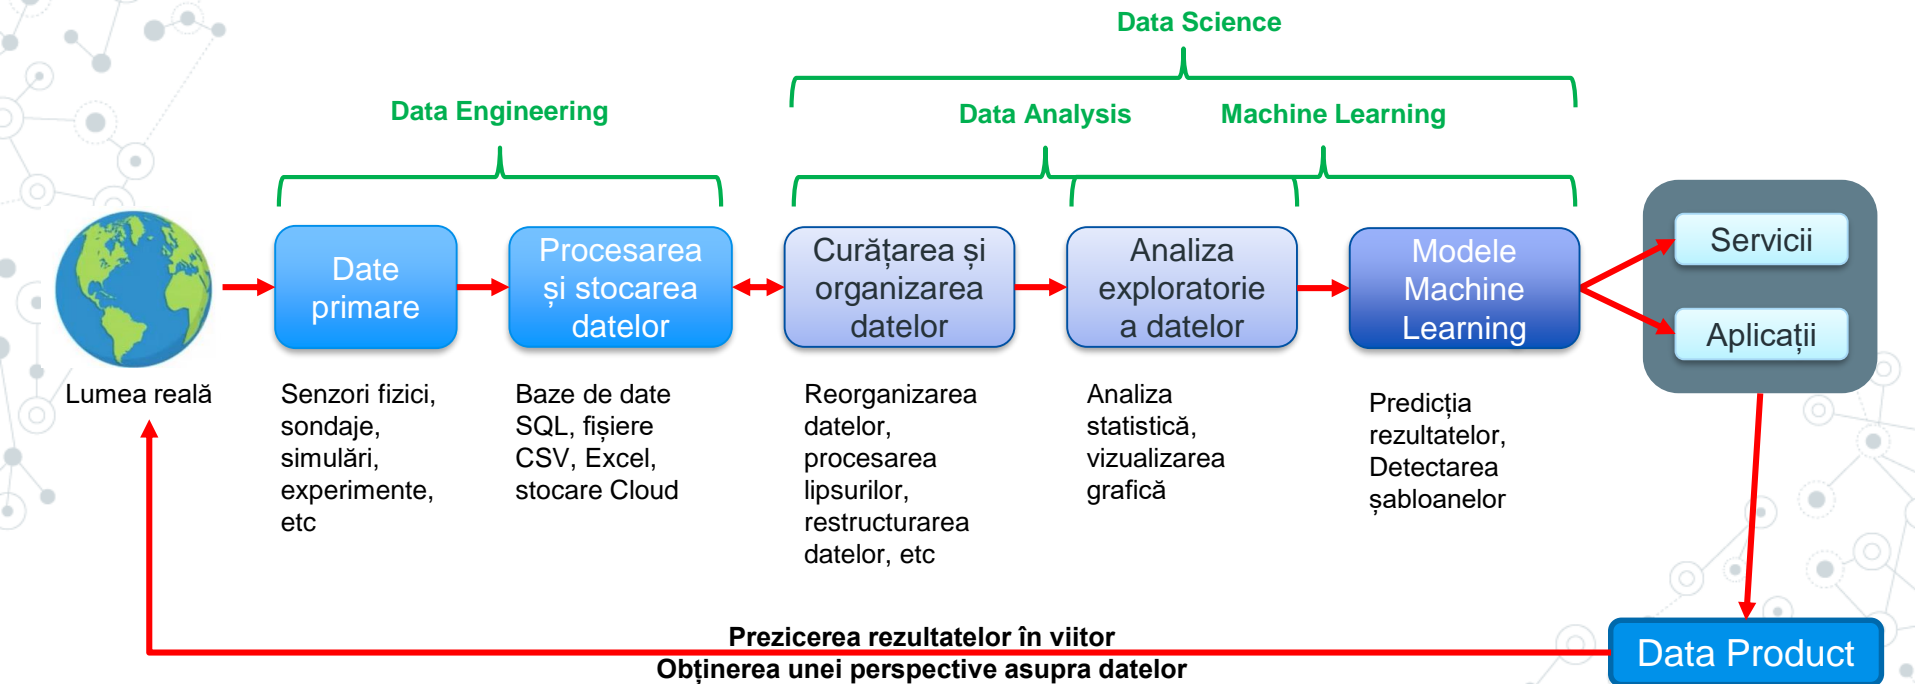 Data Science
Data Engineering
Data Analysis
Machine Learning
Date
primare
Procesarea
și stocarea
datelor
Curățarea și
organizarea
datelor
Analiza
exploratorie
a datelor
Modele
Machine
Learning
Servicii
Aplicații
Lumea reală
Senzori fizici,
sondaje,
simulări,
experimente,
etc
Baze de date
SQL, fișiere
CSV, Excel,
stocare Cloud
Reorganizarea
datelor,
procesarea
lipsurilor,
restructurarea
datelor, etc
Analiza
statistică,
vizualizarea
grafică
Predicția
rezultatelor,
Detectarea
șabloanelor
Prezicerea rezultatelor în viitor
Obținerea unei perspective asupra datelor
Data Product